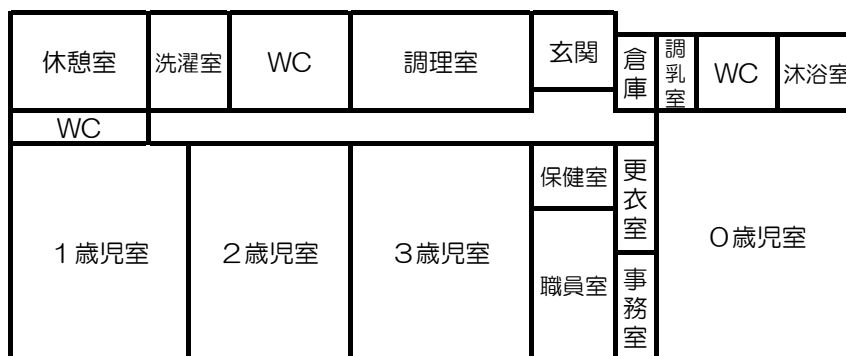 休憩室
洗濯室
WC
調理室
玄関
倉庫
調乳室
WC
沐浴室
WC
1歳児室
2歳児室
3歳児室
保健室
更衣室
0歳児室
職員室
事務室